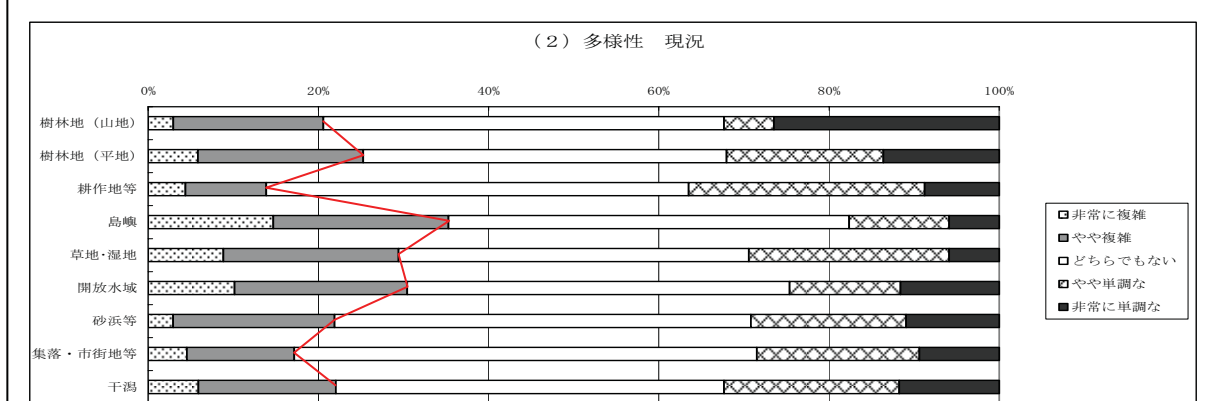 （2）多様性　現況
0% 20% 40% 60% 80% 100%
樹林地（山地）
樹林地（平地）
耕作地等
島嶼
草地･湿地
開放水域
砂浜等
集落・市街地等
干潟
非常に複雑
やや複雑
どちらでもない
やや単調な
非常に単調な